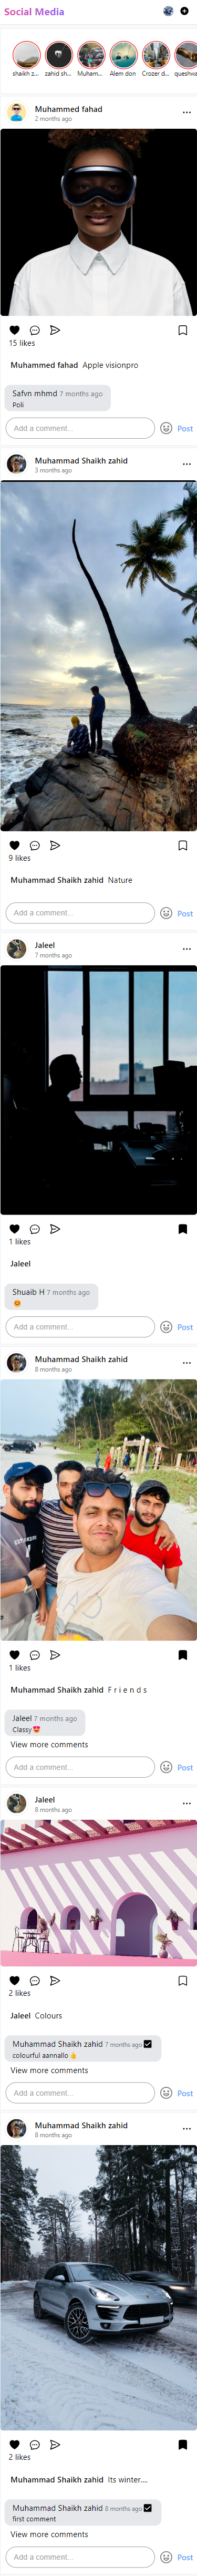 Social Media
shaikh z...
zahid sh...
Muham...
Alem don
Crozer d...
queshwa
Muhammed fahad
2 months ago
15 likes
Muhammed fahad Apple visionpro
Safvn mhmd 7 months ago
Poli
Add a comment...
Post
Muhammad Shaikh zahid
3 months ago
9 likes
Muhammad Shaikh zahid Nature
Add a comment...
Post
Jaleel
7 months ago
1 likes
Jaleel
Shuaib H 7 months ago
😊
Add a comment...
Post
Muhammad Shaikh zahid
8 months ago
1 likes
Muhammad Shaikh zahid F r i e n d s
Jaleel 7 months ago
Classy😍
View more comments
Add a comment...
Post
Jaleel
8 months ago
2 likes
Jaleel Colours
Muhammad Shaikh zahid 7 months ago
colourful aannallo👍
View more comments
Add a comment...
Post
Muhammad Shaikh zahid
8 months ago
2 likes
Muhammad Shaikh zahid Its winter....
Muhammad Shaikh zahid 8 months ago
first comment
View more comments
Add a comment...
Post